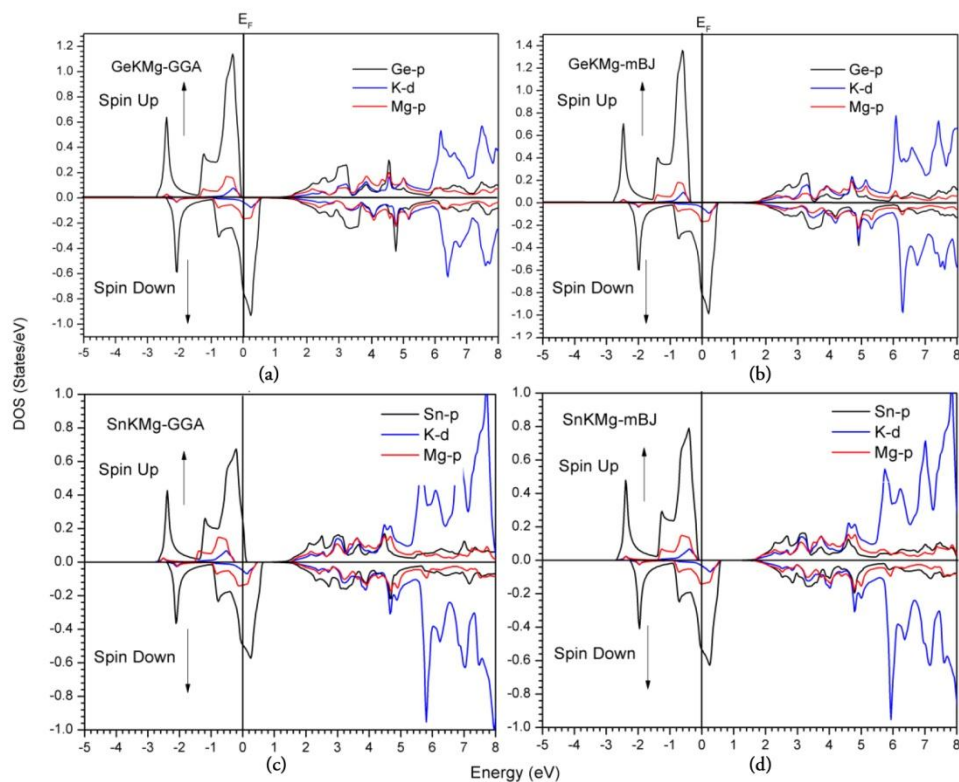 E_F
GeKMg-GGA
Spin Up
Spin Down
Ge-p
K-d
Mg-p
1.2
1.0
0.8
0.6
0.4
0.2
0.0
-0.2
-0.4
-0.6
-0.8
-1.0
-5 -4 -3 -2 -1 0 1 2 3 4 5 6 7 8
(a)
E_F
GeKMg-mBJ
Spin Up
Spin Down
Ge-p
K-d
Mg-p
1.4
1.2
1.0
0.8
0.6
0.4
0.2
0.0
-0.2
-0.4
-0.6
-0.8
-1.0
-1.2
-5 -4 -3 -2 -1 0 1 2 3 4 5 6 7 8
(b)
DOS (States/eV)
SnKMg-GGA
Spin Up
Spin Down
Sn-p
K-d
Mg-p
1.0
0.8
0.6
0.4
0.2
0.0
-0.2
-0.4
-0.6
-0.8
-1.0
-5 -4 -3 -2 -1 0 1 2 3 4 5 6 7 8
(c)
SnKMg-mBJ
Spin Up
Spin Down
Sn-p
K-d
Mg-p
1.0
0.8
0.6
0.4
0.2
0.0
-0.2
-0.4
-0.6
-0.8
-1.0
-5 -4 -3 -2 -1 0 1 2 3 4 5 6 7 8
(d)
Energy (eV)